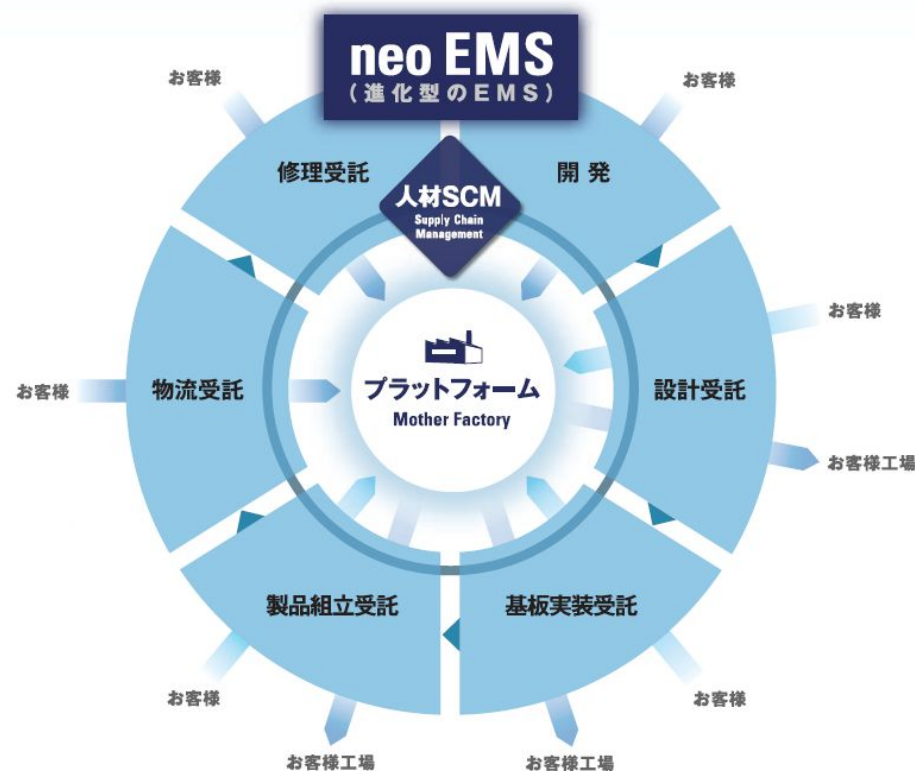 neo EMS
(進化型のEMS)
お客様
お客様
修理受託
開発
人材SCM
Supply Chain
Management
お客様
お客様
物流受託
プラットフォーム
Mother Factory
設計受託
お客様工場
製品組立受託
基板実装受託
お客様
お客様
お客様工場
お客様工場